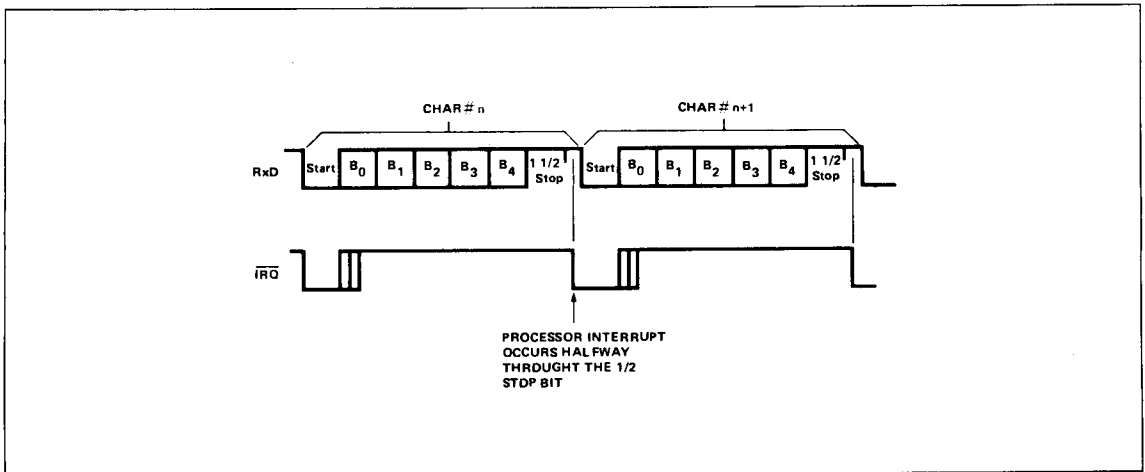 CHAR# n
CHAR# n+1
RxD
Start B0 B1 B2 B3 B4 1 1/2 Stop
Start B0 B1 B2 B3 B4 1 1/2 Stop
IRQ
PROCESSOR INTERRUPT
OCCURS HALFWAY
THROUGHT THE 1/2
STOP BIT